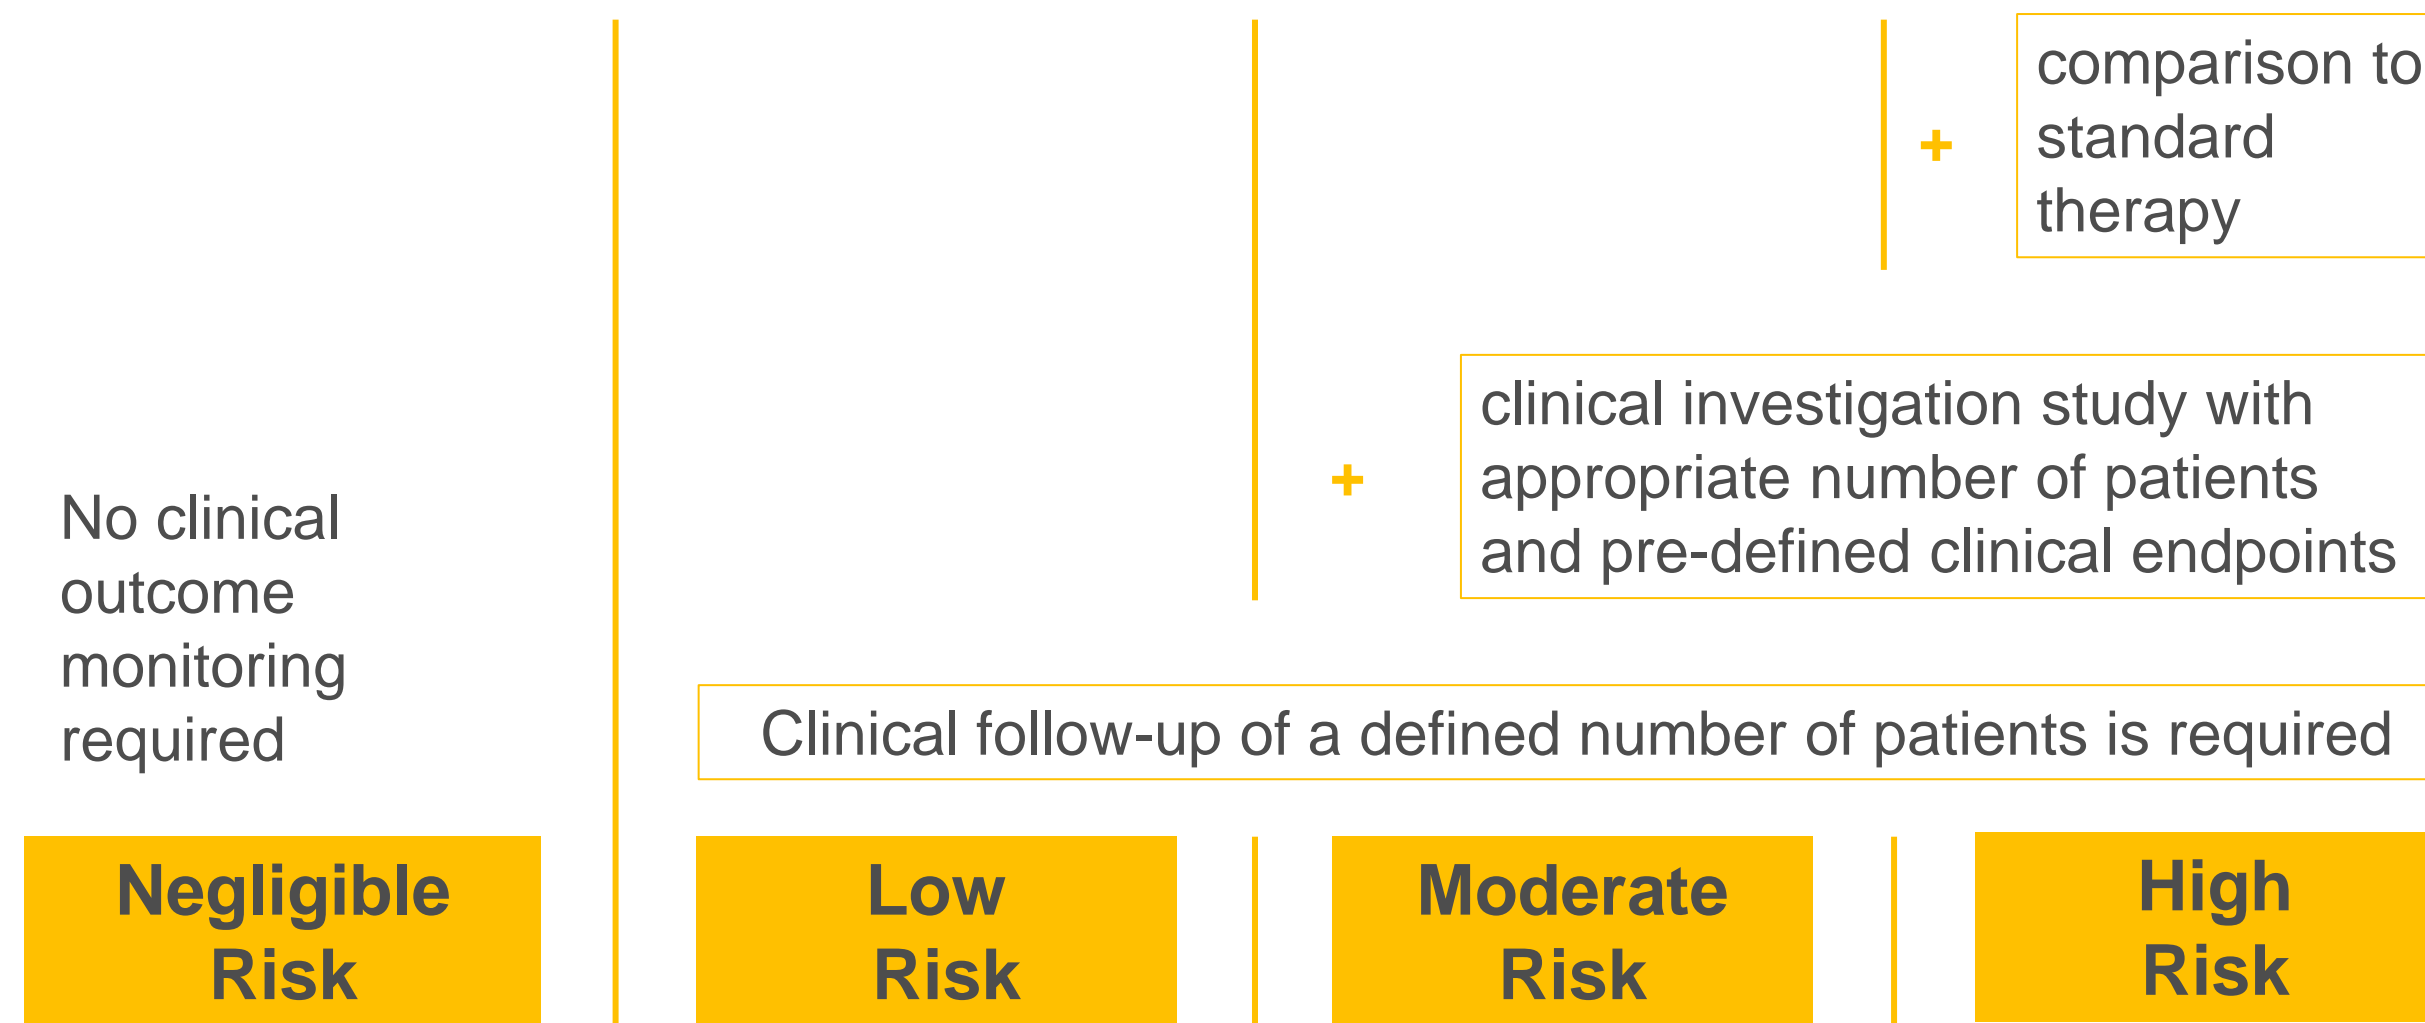 comparison to
standard
therapy
+
clinical investigation study with
appropriate number of patients
and pre-defined clinical endpoints
+
No clinical
outcome
monitoring
required
Clinical follow-up of a defined number of patients is required
Negligible
Risk
Low
Risk
Moderate
Risk
High
Risk